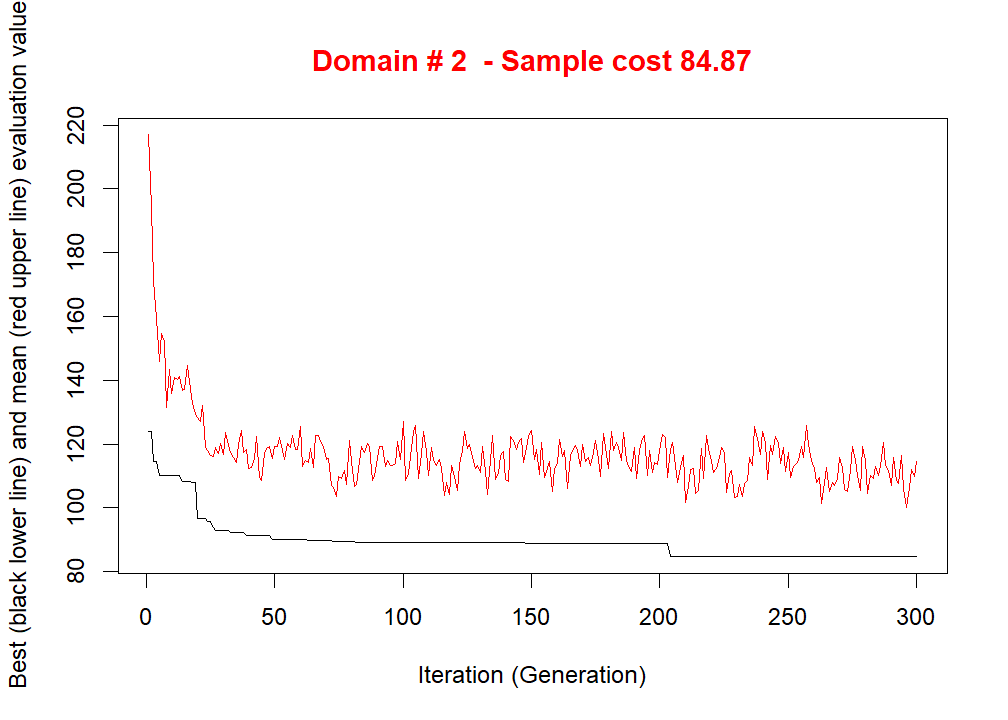 Domain # 2  - Sample cost 84.87
Best (black lower line) and mean (red upper line) evaluation value
220
200
180
160
140
120
100
80
0 50 100 150 200 250 300
Iteration (Generation)